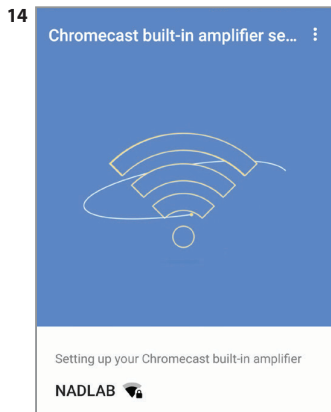 14
Chromecast built-in amplifier se...
Setting up your Chromecast built-in amplifier
NADLAB